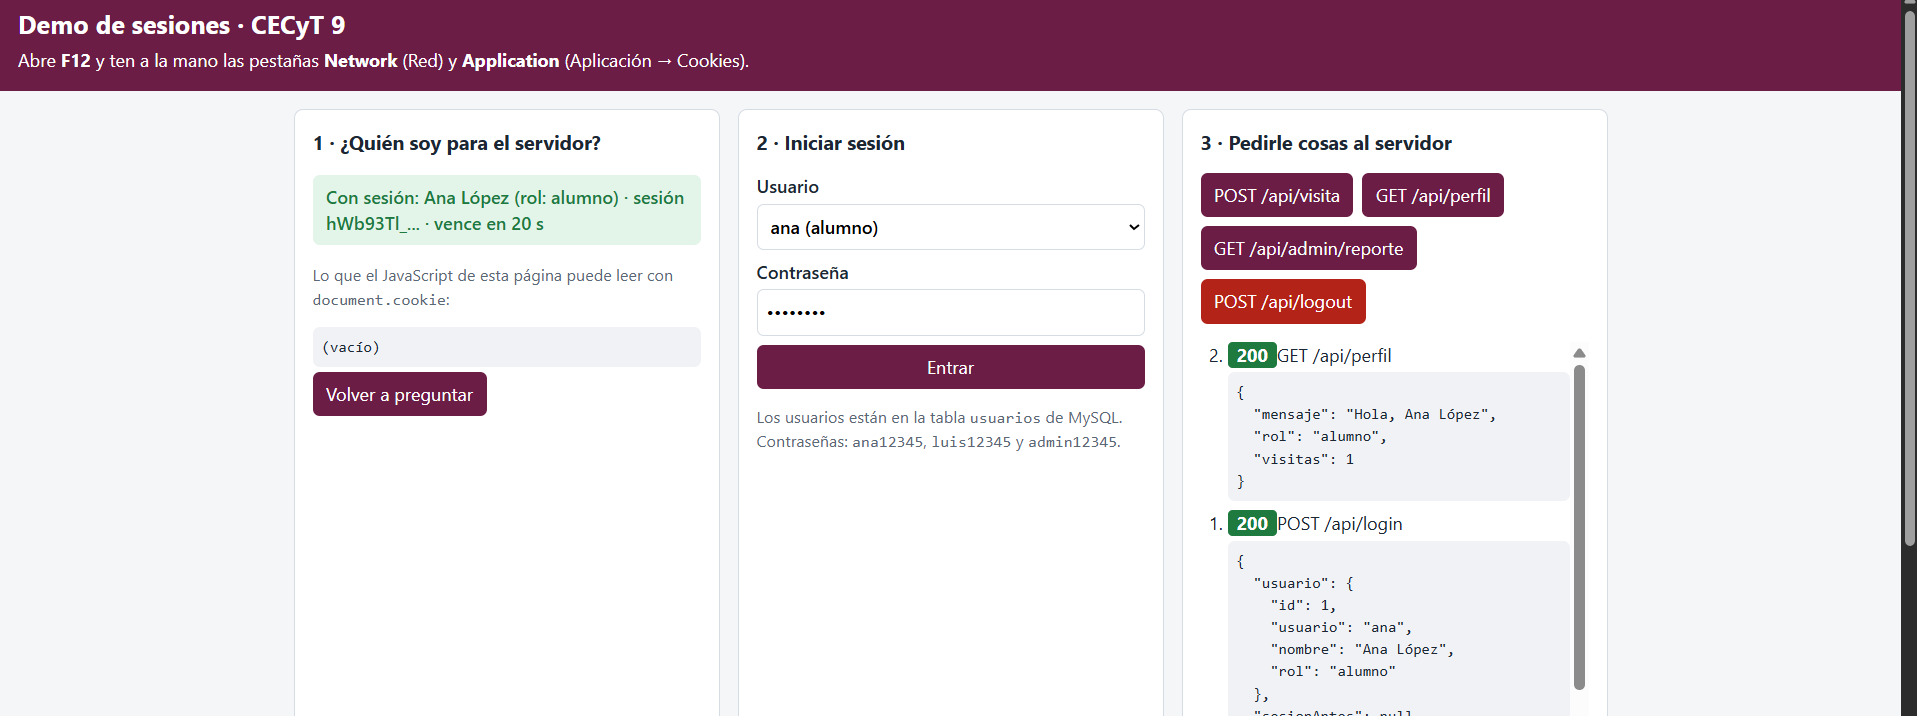 Demo de sesiones · CECyT 9
Abre F12 y ten a la mano las pestañas Network (Red) y Application (Aplicación → Cookies).
1 · ¿Quién soy para el servidor?
Con sesión: Ana López (rol: alumno) · sesión
hWb93Tl_... · vence en 20 s
Lo que el JavaScript de esta página puede leer con
document.cookie:
(vacío)
Volver a preguntar
2 · Iniciar sesión
Usuario
ana (alumno)
Contraseña
••••••••
Entrar
Los usuarios están en la tabla usuarios de MySQL.
Contraseñas: ana12345, luis12345 y admin12345.
3 · Pedirle cosas al servidor
POST /api/visita
GET /api/perfil
GET /api/admin/reporte
POST /api/logout
2. 200 GET /api/perfil
{
"mensaje": "Hola, Ana López",
"rol": "alumno",
"visitas": 1
}
1. 200 POST /api/login
{
"usuario": {
"id": 1,
"usuario": "ana",
"nombre": "Ana López",
"rol": "alumno"
},
"sesionAntes": null